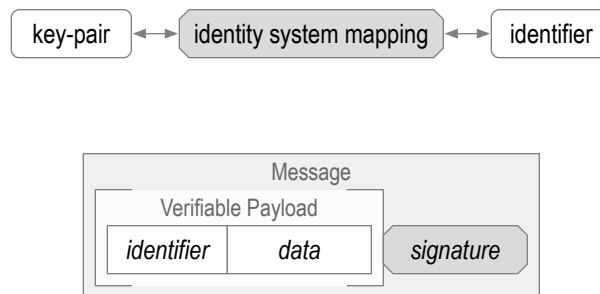 key-pair identity system mapping identifier
Message
Verifiable Payload
identifier data signature